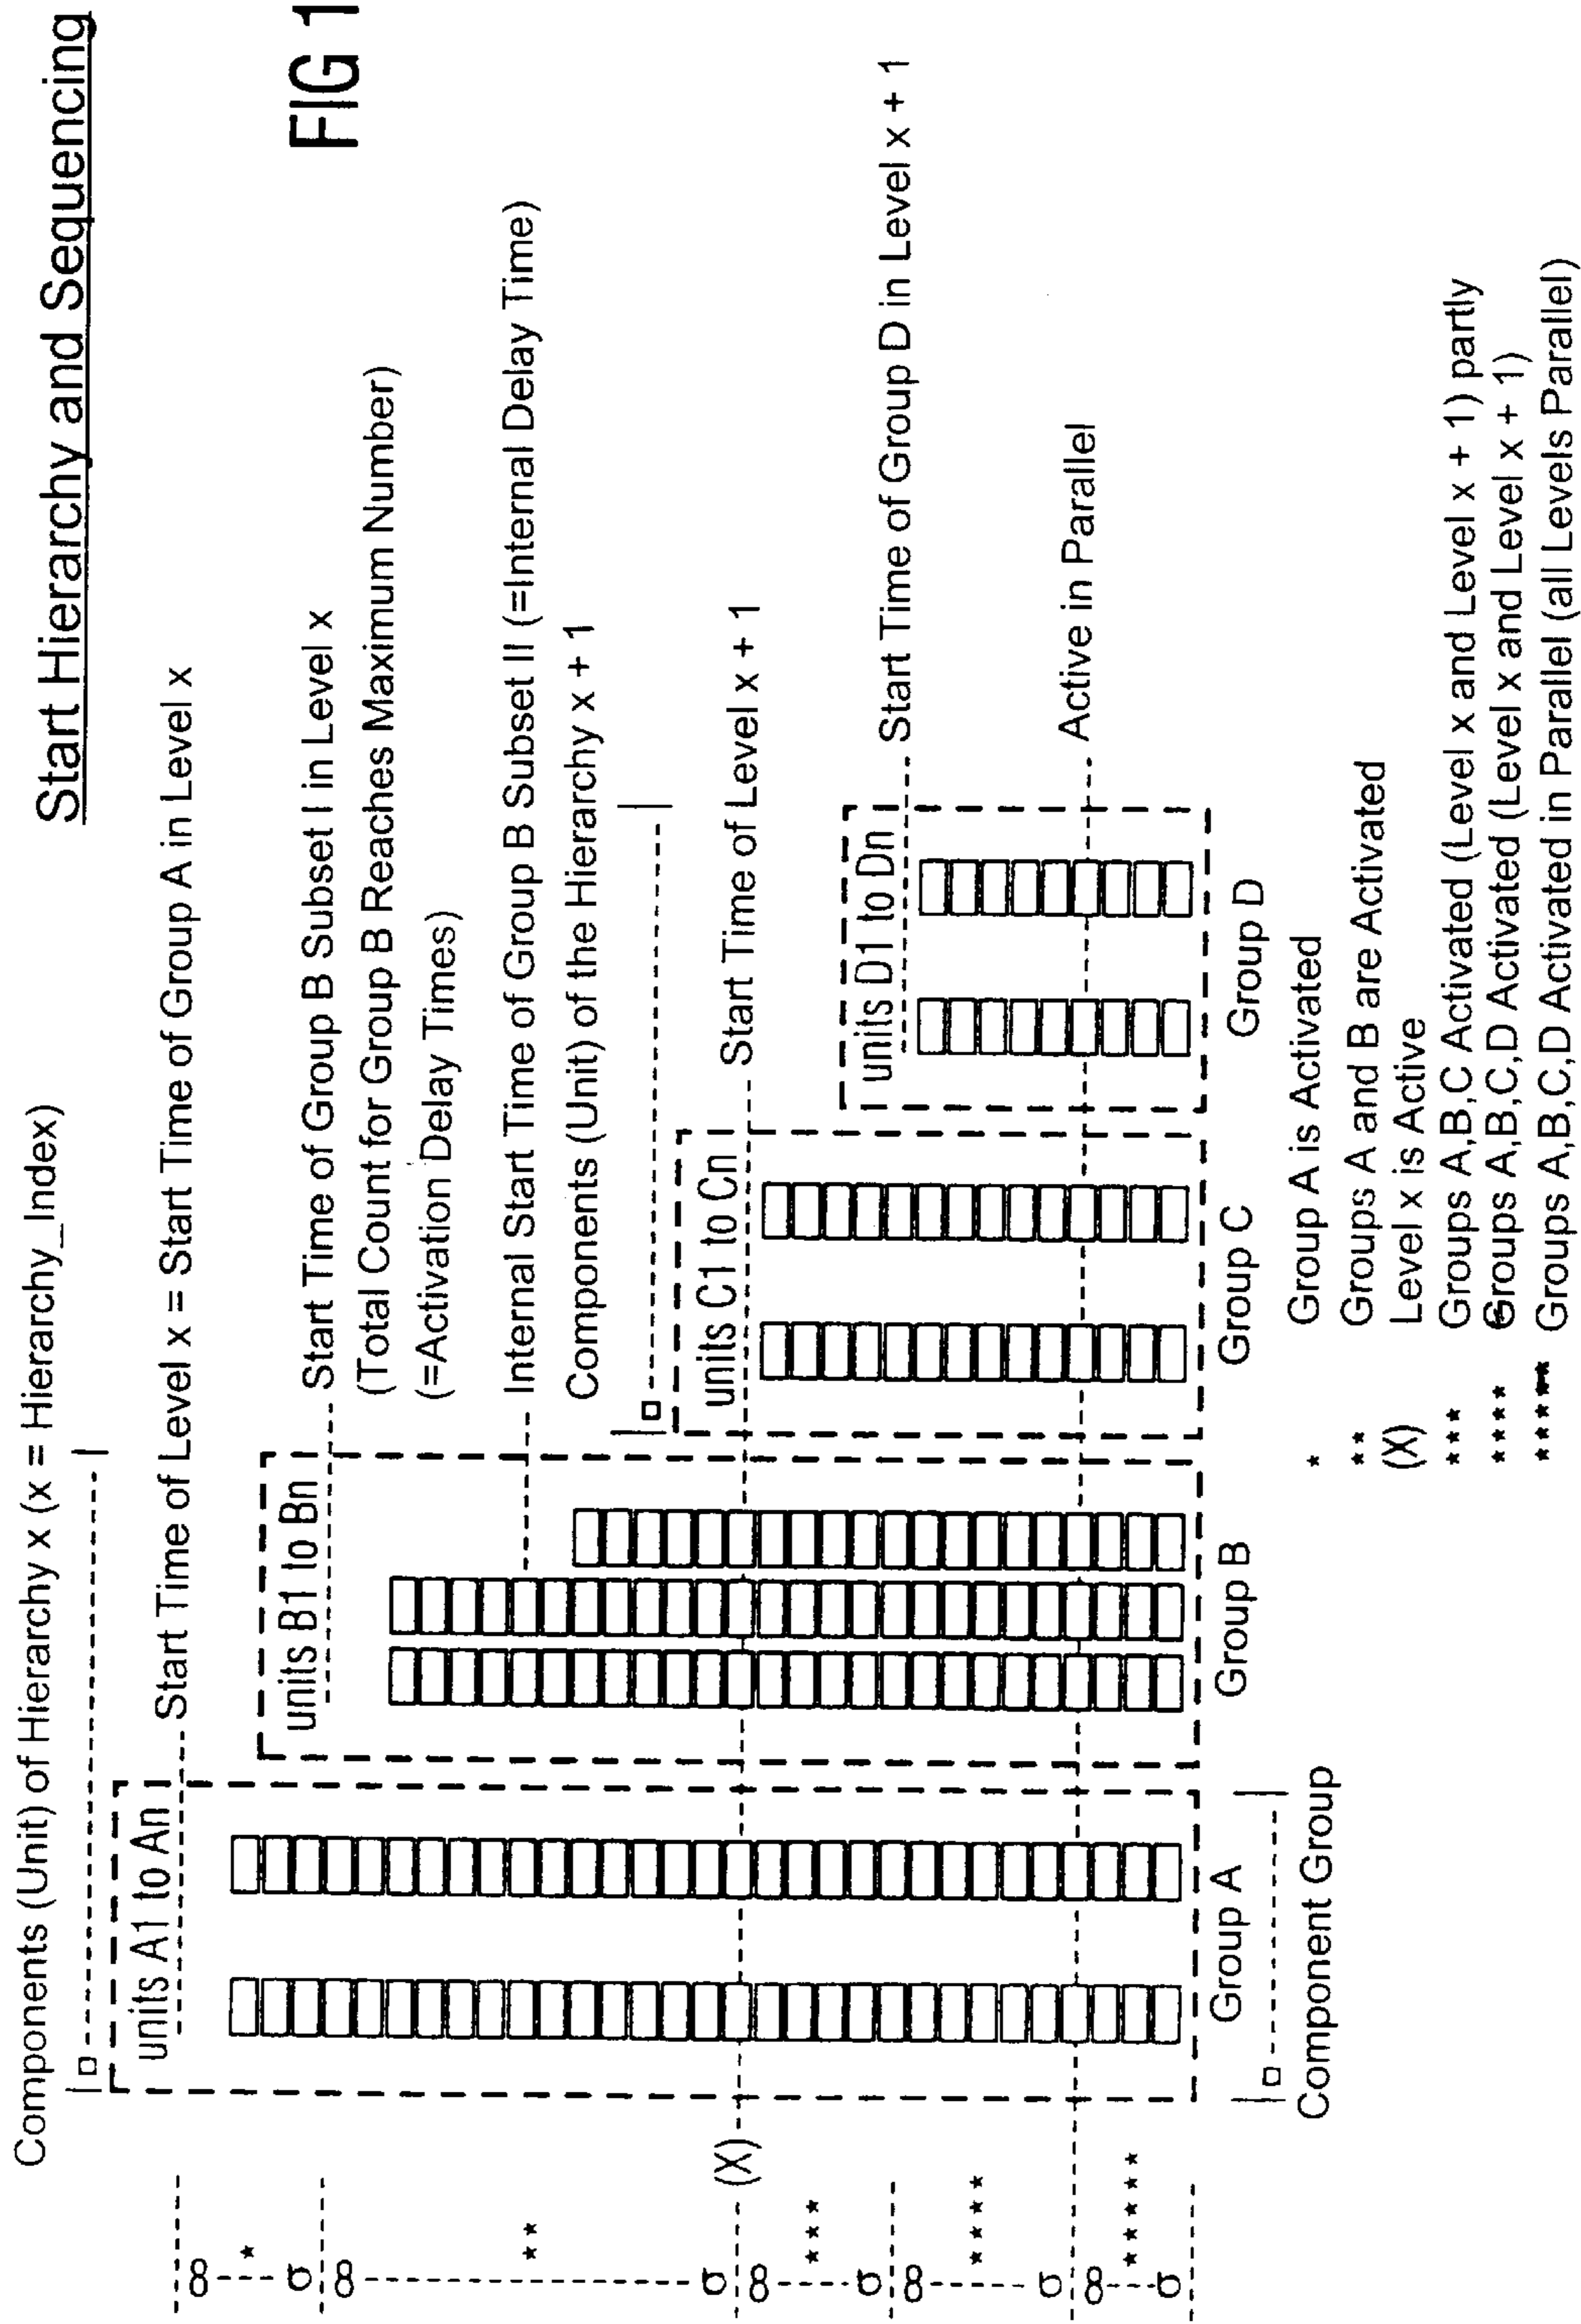 Start Hierarchy and Sequencing
FIG 1
Components (Unit) of Hierarchy x (x = Hierarchy_Index)
Start Time of Level x = Start Time of Group A in Level x
units A1 to An
Start Time of Group B Subset I in Level x
(Total Count for Group B Reaches Maximum Number)
(=Activation Delay Times)
units B1 to Bn
Internal Start Time of Group B Subset II (=Internal Delay Time)
Components (Unit) of the Hierarchy x + 1
units C1 to Cn
Start Time of Level x + 1
units D1 to Dn
Start Time of Group D in Level x + 1
Active in Parallel
*
**
(X)
***
****
*****
Group A
Group B
Group C
Group D
Component Group
* Group A is Activated
** Groups A and B are Activated
(X) Level x is Active
*** Groups A,B,C Activated (Level x and Level x + 1) partly
**** Groups A,B,C,D Activated (Level x and Level x + 1)
***** Groups A,B,C,D Activated in Parallel (all Levels Parallel)